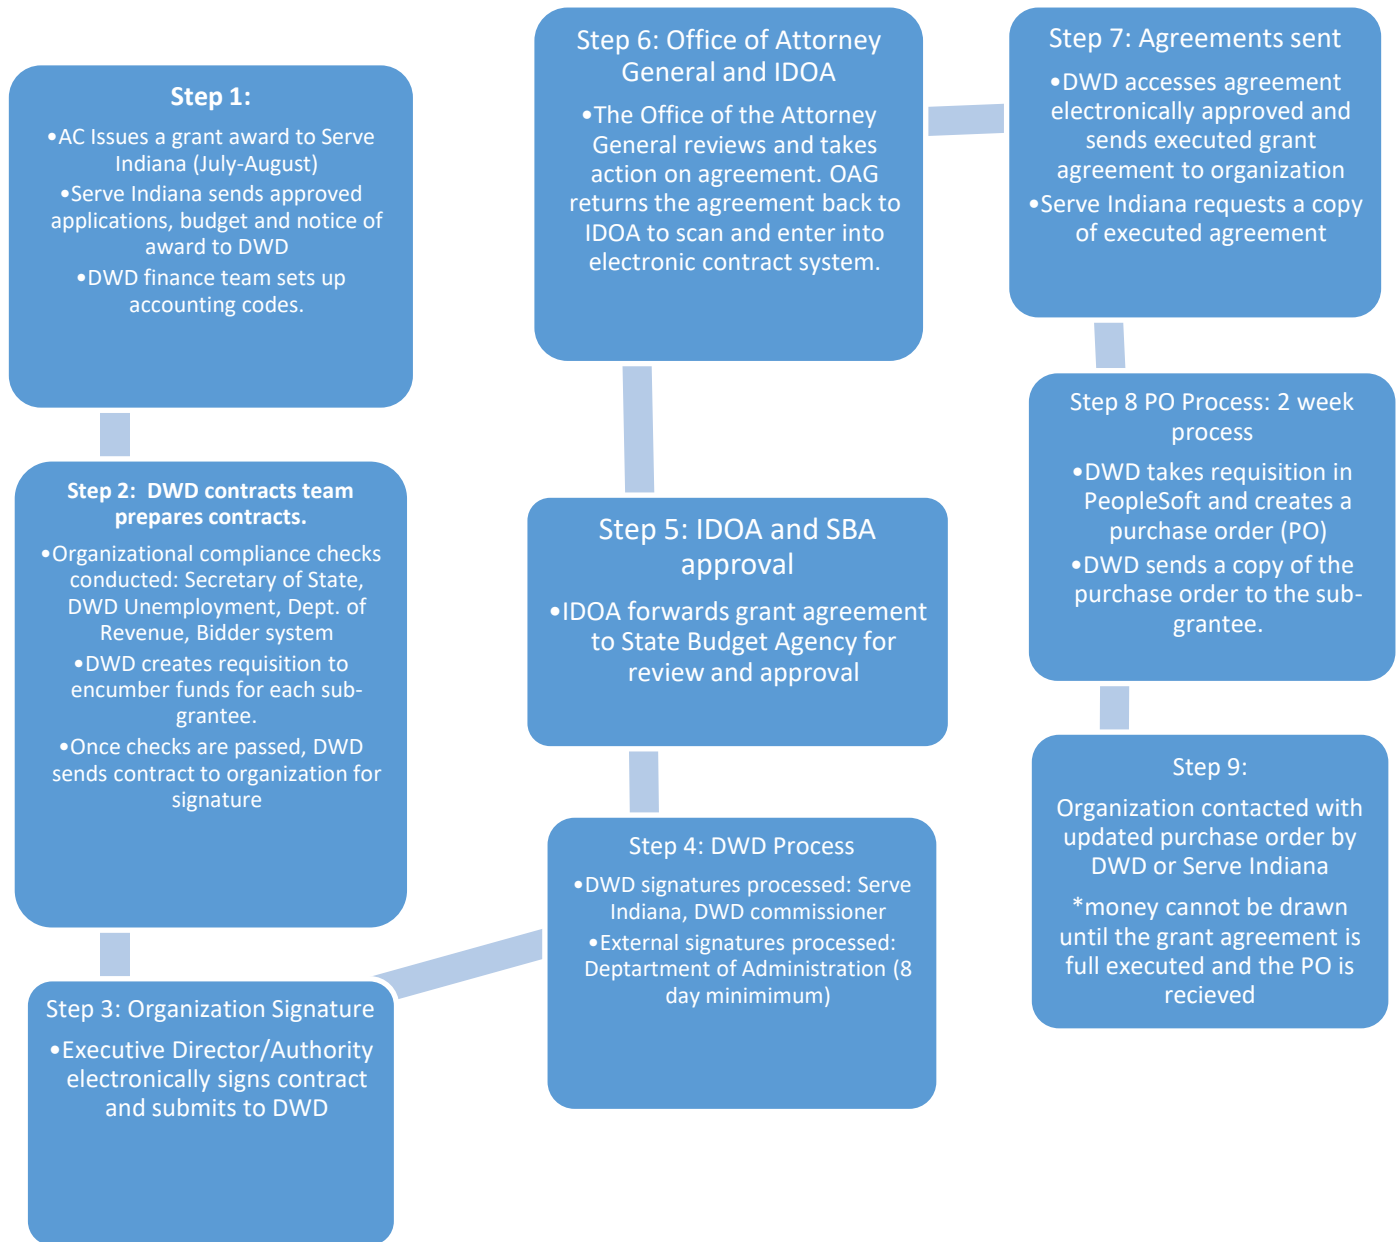 Step 1:
•AC Issues a grant award to Serve
Indiana (July-August)
•Serve Indiana sends approved
applications, budget and notice of
award to DWD
•DWD finance team sets up
accounting codes.
Step 2:  DWD contracts team
prepares contracts.
•Organizational compliance checks
conducted: Secretary of State,
DWD Unemployment, Dept. of
Revenue, Bidder system
•DWD creates requisition to
encumber funds for each sub-
grantee.
•Once checks are passed, DWD
sends contract to organization for
signature
Step 3: Organization Signature
•Executive Director/Authority
electronically signs contract
and submits to DWD
Step 4: DWD Process
•DWD signatures processed: Serve
Indiana, DWD commissioner
•External signatures processed:
Deptartment of Administration (8
day minimimum)
Step 5: IDOA and SBA
approval
•IDOA forwards grant agreement
to State Budget Agency for
review and approval
Step 6: Office of Attorney
General and IDOA
•The Office of the Attorney
General reviews and takes
action on agreement. OAG
returns the agreement back to
IDOA to scan and enter into
electronic contract system.
Step 7: Agreements sent
•DWD accesses agreement
electronically approved and
sends executed grant
agreement to organization
•Serve Indiana requests a copy
of executed agreement
Step 8 PO Process: 2 week
process
•DWD takes requisition in
PeopleSoft and creates a
purchase order (PO)
•DWD sends a copy of the
purchase order to the sub-
grantee.
Step 9:
Organization contacted with
updated purchase order by
DWD or Serve Indiana
*money cannot be drawn
until the grant agreement is
full executed and the PO is
recieved